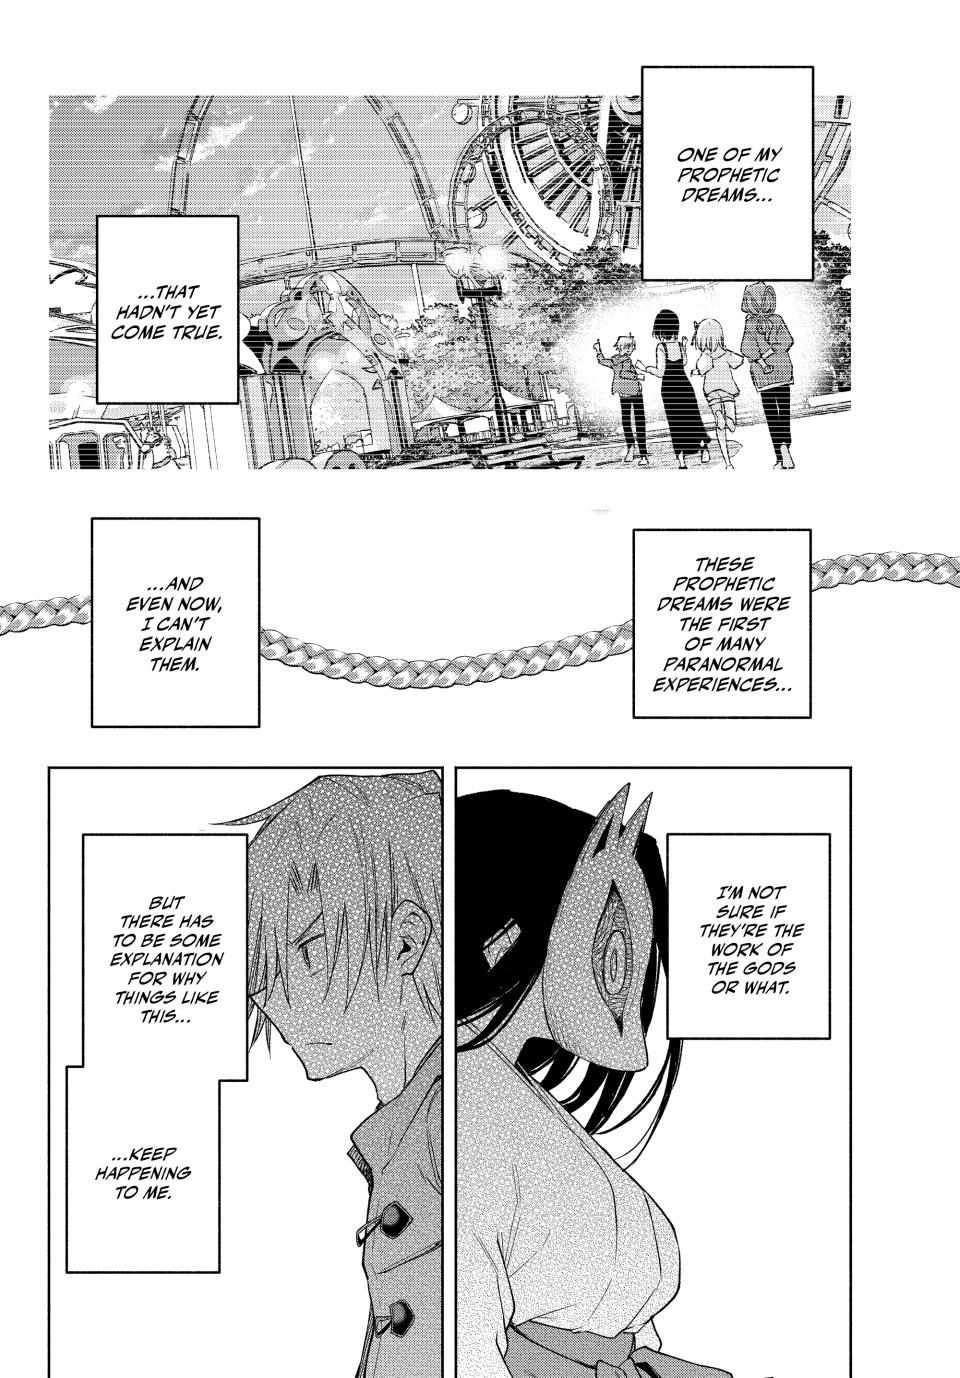 ONE OF MY
PROPHETIC
DREAMS...
...THAT
HADN'T YET
COME TRUE.
THESE
PROPHETIC
DREAMS WERE
THE FIRST
OF MANY
PARANORMAL
EXPERIENCES...
...AND
EVEN NOW,
I CAN'T
EXPLAIN
THEM.
I'M NOT
SURE IF
THEY'RE THE
WORK OF
THE GODS
OR WHAT.
BUT
THERE HAS
TO BE SOME
EXPLANATION
FOR WHY
THINGS LIKE
THIS...
...KEEP
HAPPENING
TO ME.